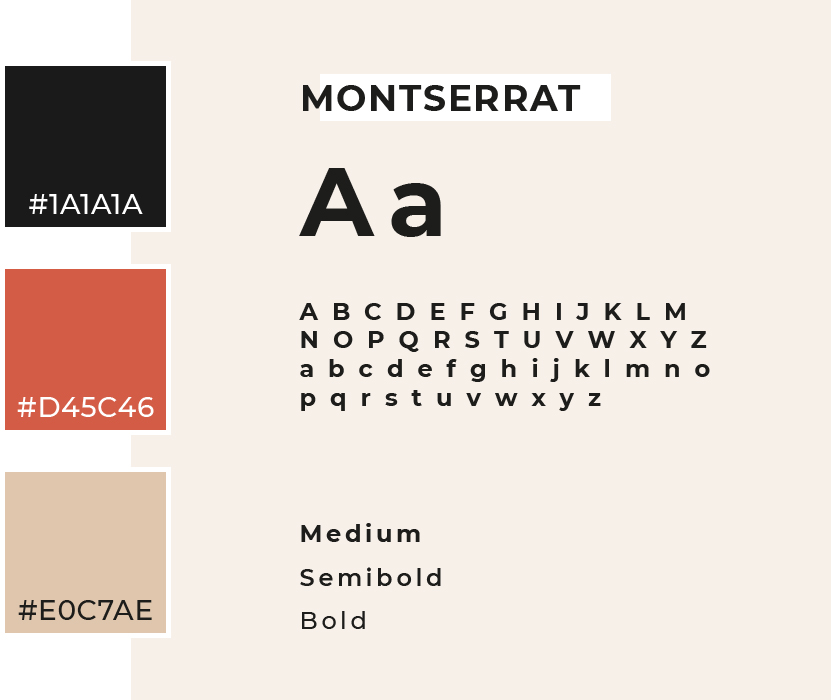 #1A1A1A
#D45C46
#E0C7AE
MONTSERRAT
Aa
A B C D E F G H I J K L M
N O P Q R S T U V W X Y Z
a b c d e f g h i j k l m n o
p q r s t u v w x y z
Medium
Semibold
Bold